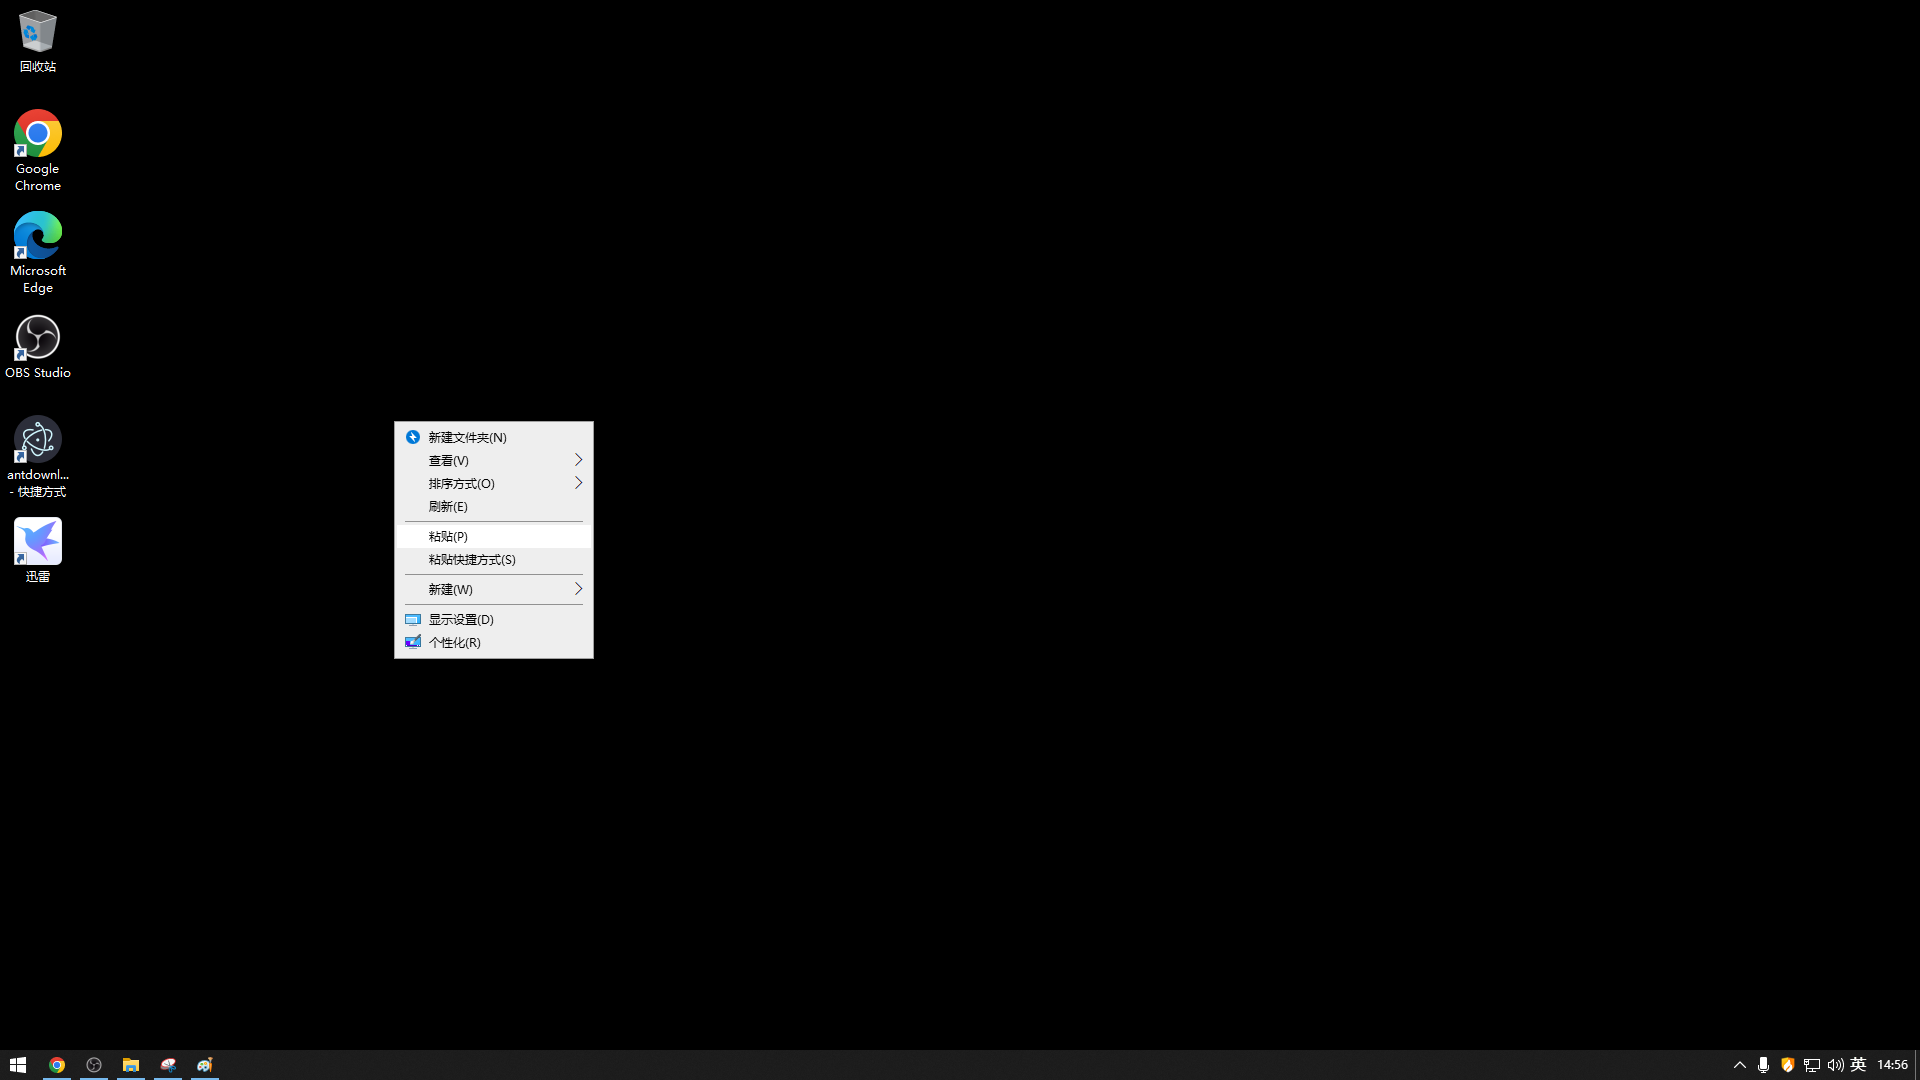 回收站
Google
Chrome
Microsoft
Edge
OBS Studio
antdownl...
- 快捷方式
迅雷
新建文件夹(N)
查看(V)
排序方式(O)
刷新(E)
粘贴(P)
粘贴快捷方式(S)
新建(W)
显示设置(D)
个性化(R)
英
14:56